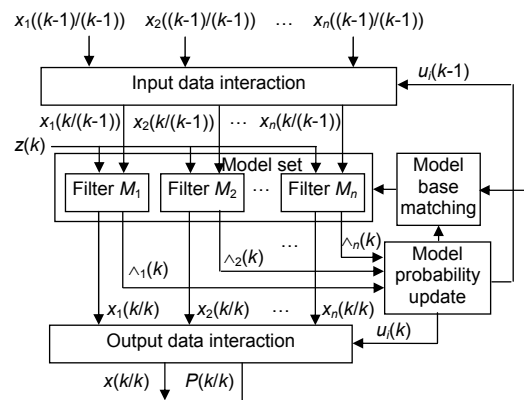 x₁((k-1)/(k-1)) x₂((k-1)/(k-1)) … xₙ((k-1)/(k-1))
Input data interaction
uᵢ(k-1)
x₁(k/(k-1)) x₂(k/(k-1)) … xₙ(k/(k-1))
z(k)
Model set
Filter M₁ Filter M₂ … Filter Mₙ
Model
base
matching
…
∧₁(k) ∧₂(k) ∧ₙ(k)
Model
probability
update
x₁(k/k) x₂(k/k) … xₙ(k/k)
uᵢ(k)
Output data interaction
x(k/k) P(k/k)